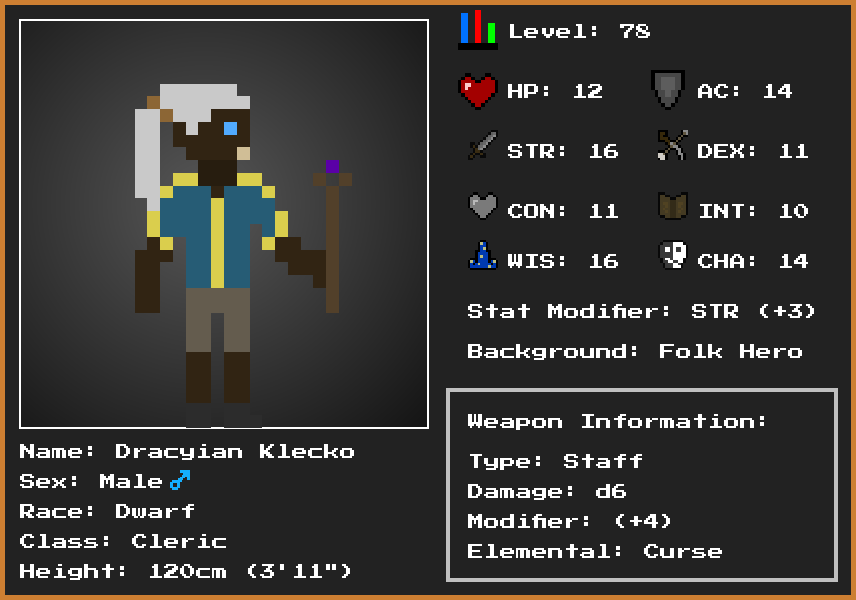 Level: 78
HP: 12
AC: 14
STR: 16
DEX: 11
CON: 11
INT: 10
WIS: 16
CHA: 14
Stat Modifier: STR (+3)
Background: Folk Hero
Weapon Information:
Type: Staff
Damage: d6
Modifier: (+4)
Elemental: Curse
Name: Dracyian Klecko
Sex: Male♂
Race: Dwarf
Class: Cleric
Height: 120cm (3'11")